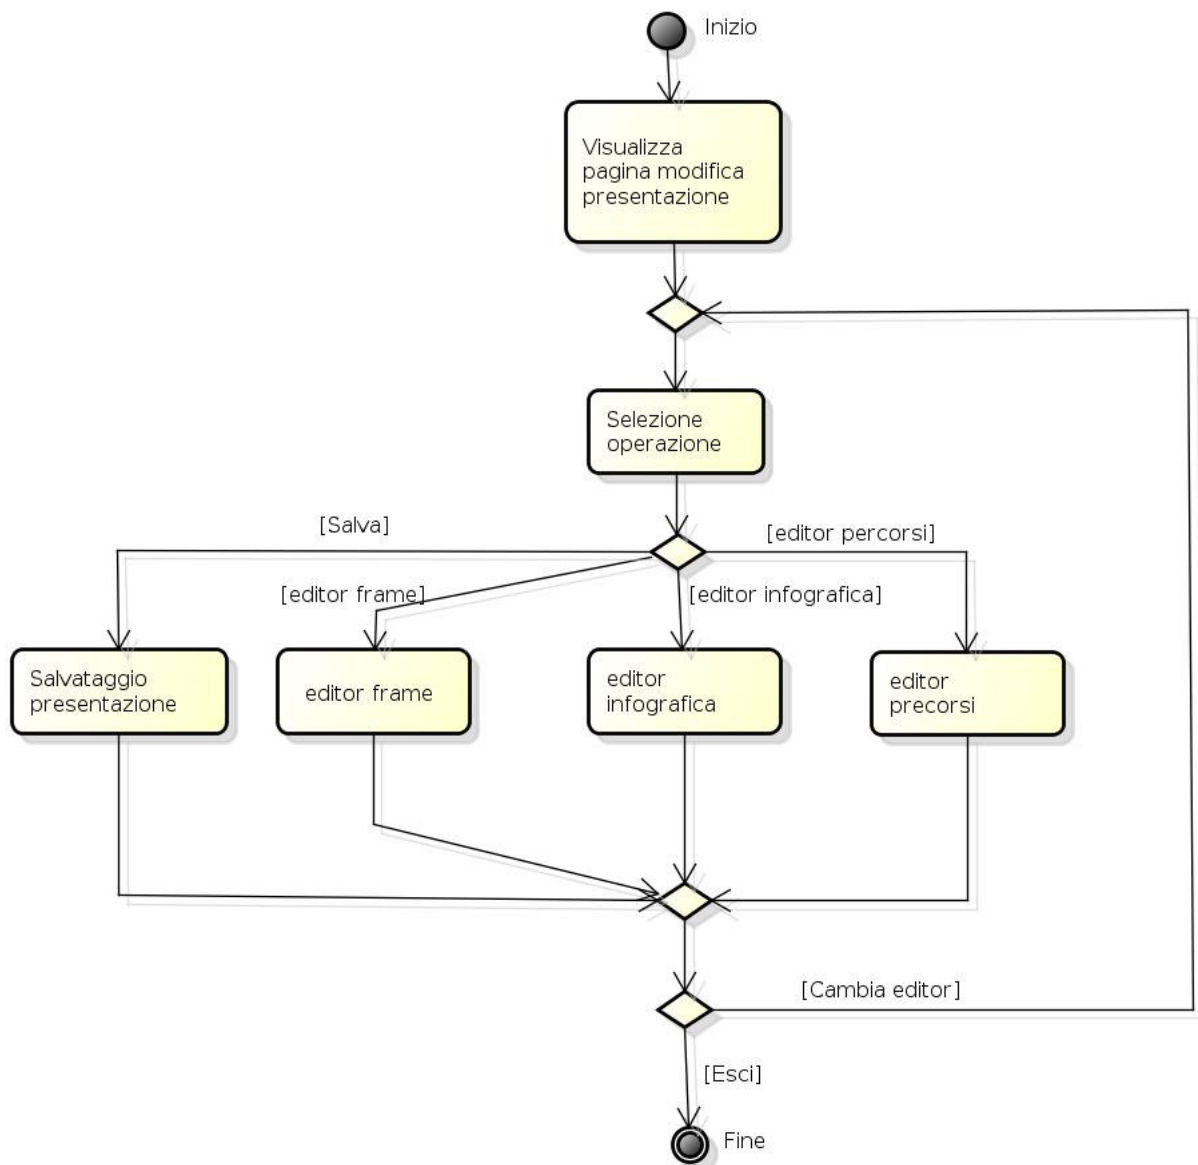 Inizio
Visualizza
pagina modifica
presentazione
Selezione
operazione
[Salva]
[editor percorsi]
[editor frame]
[editor infografica]
Salvataggio
presentazione
editor frame
editor
infografica
editor
precorsi
[Cambia editor]
[Esci]
Fine